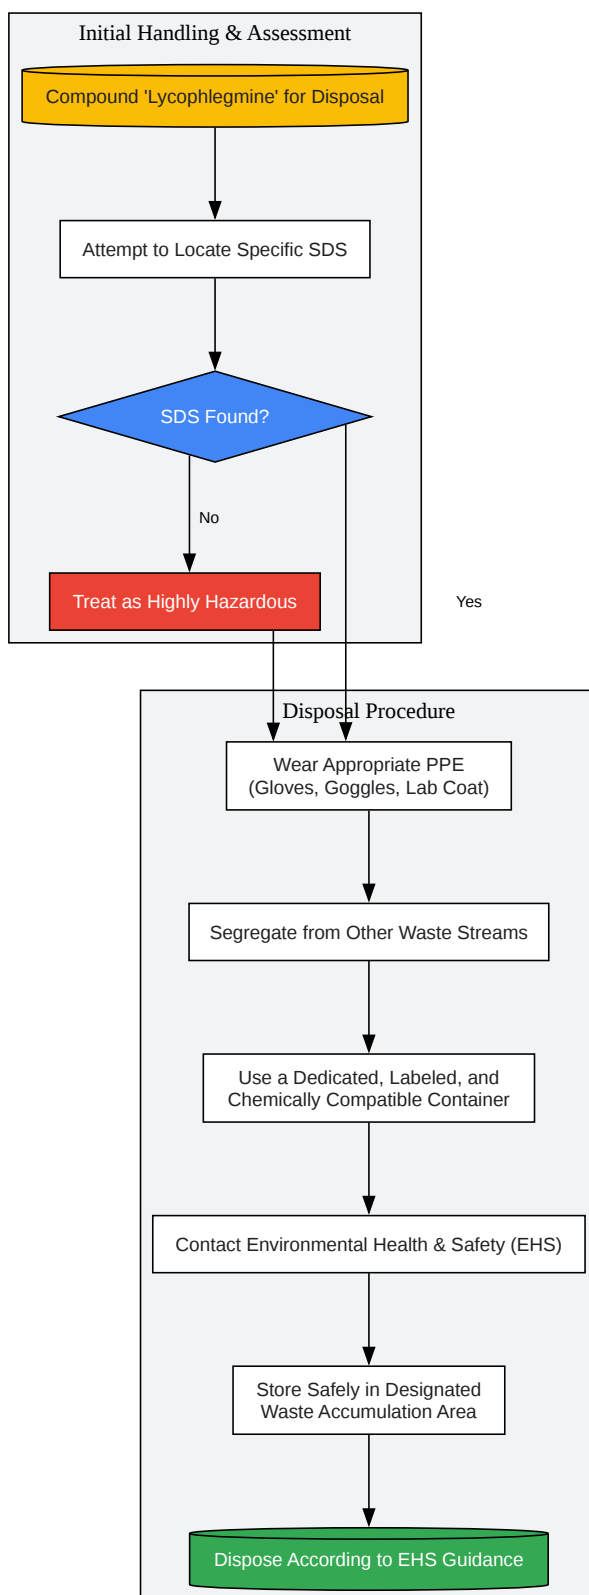 Initial Handling & Assessment
Compound 'Lycophlegmine' for Disposal
Attempt to Locate Specific SDS
SDS Found?
No
Treat as Highly Hazardous
Yes
Disposal Procedure
Wear Appropriate PPE
(Gloves, Goggles, Lab Coat)
Segregate from Other Waste Streams
Use a Dedicated, Labeled, and
Chemically Compatible Container
Contact Environmental Health & Safety (EHS)
Store Safely in Designated
Waste Accumulation Area
Dispose According to EHS Guidance